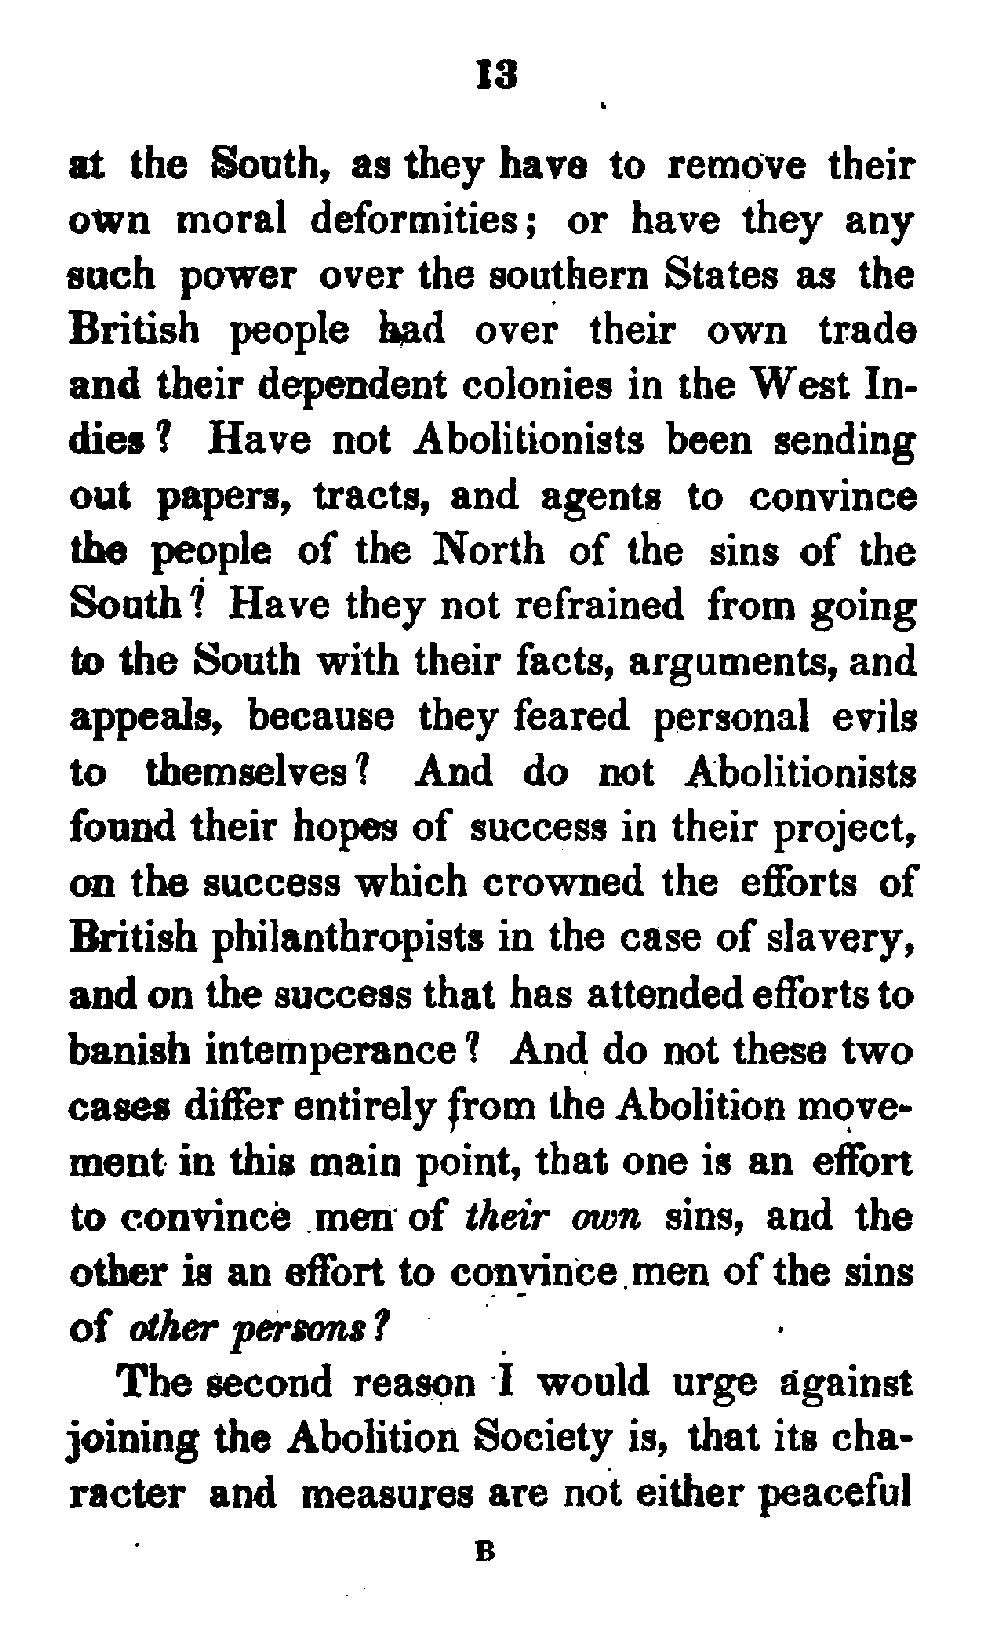 13
at the South, as they have to remove their
own moral deformities; or have they any
such power over the southern States as the
British people had over their own trade
and their dependent colonies in the West In-
dies? Have not Abolitionists been sending
out papers, tracts, and agents to convince
the people of the North of the sins of the
South? Have they not refrained from going
to the South with their facts, arguments, and
appeals, because they feared personal evils
to themselves? And do not Abolitionists
found their hopes of success in their project,
on the success which crowned the efforts of
British philanthropists in the case of slavery,
and on the success that has attended efforts to
banish intemperance? And do not these two
cases differ entirely from the Abolition move-
ment in this main point, that one is an effort
to convince men of their own sins, and the
other is an effort to convince men of the sins
of other persons?
The second reason I would urge against
joining the Abolition Society is, that its cha-
racter and measures are not either peaceful
B